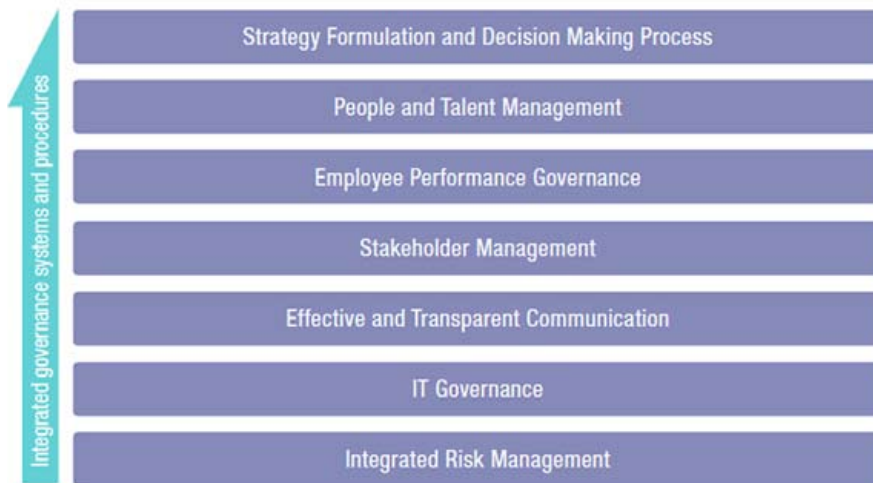 Integrated governance systems and procedures
Strategy Formulation and Decision Making Process
People and Talent Management
Employee Performance Governance
Stakeholder Management
Effective and Transparent Communication
IT Governance
Integrated Risk Management